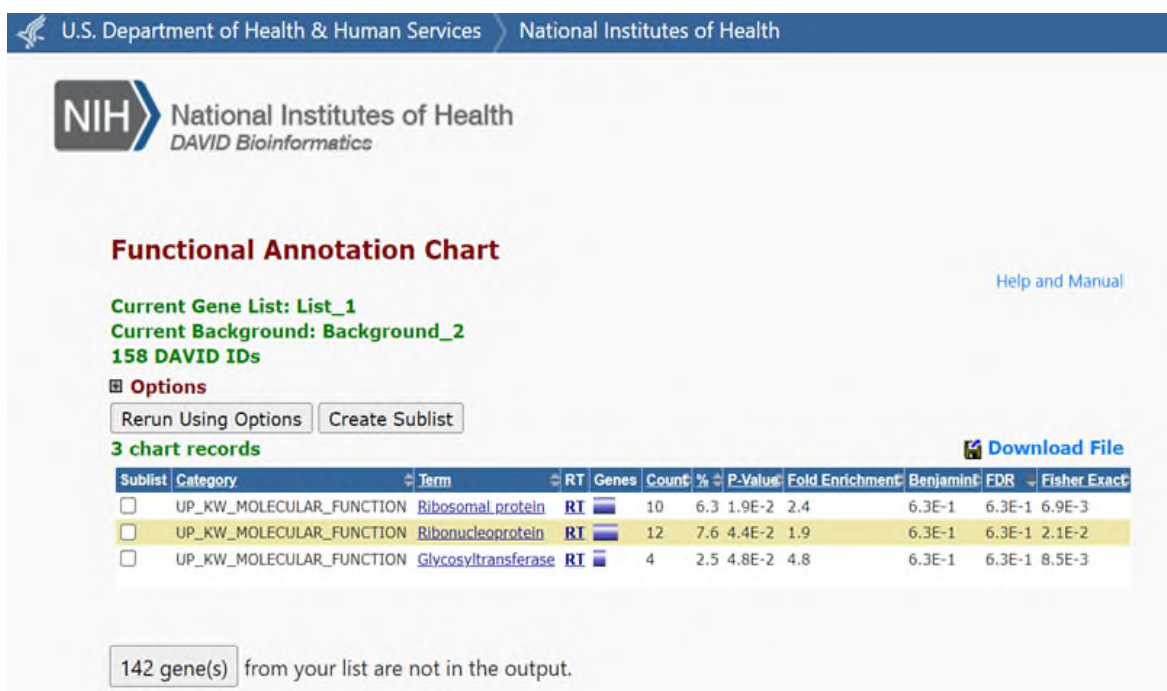 U.S. Department of Health & Human Services National Institutes of Health
NIH National Institutes of Health
DAVID Bioinformatics
Functional Annotation Chart
Help and Manual
Current Gene List: List_1
Current Background: Background_2
158 DAVID IDs
Options
Rerun Using Options Create Sublist
3 chart records Download File
Sublist Category Term RT Genes Count % P-Value Fold Enrichment Benjamini FDR Fisher Exact
UP_KW_MOLECULAR_FUNCTION Ribosomal protein RT 10 6.3 1.9E-2 2.4 6.3E-1 6.3E-1 6.9E-3
UP_KW_MOLECULAR_FUNCTION Ribonucleoprotein RT 12 7.6 4.4E-2 1.9 6.3E-1 6.3E-1 2.1E-2
UP_KW_MOLECULAR_FUNCTION Glycosyltransferase RT 4 2.5 4.8E-2 4.8 6.3E-1 6.3E-1 8.5E-3
142 gene(s) from your list are not in the output.